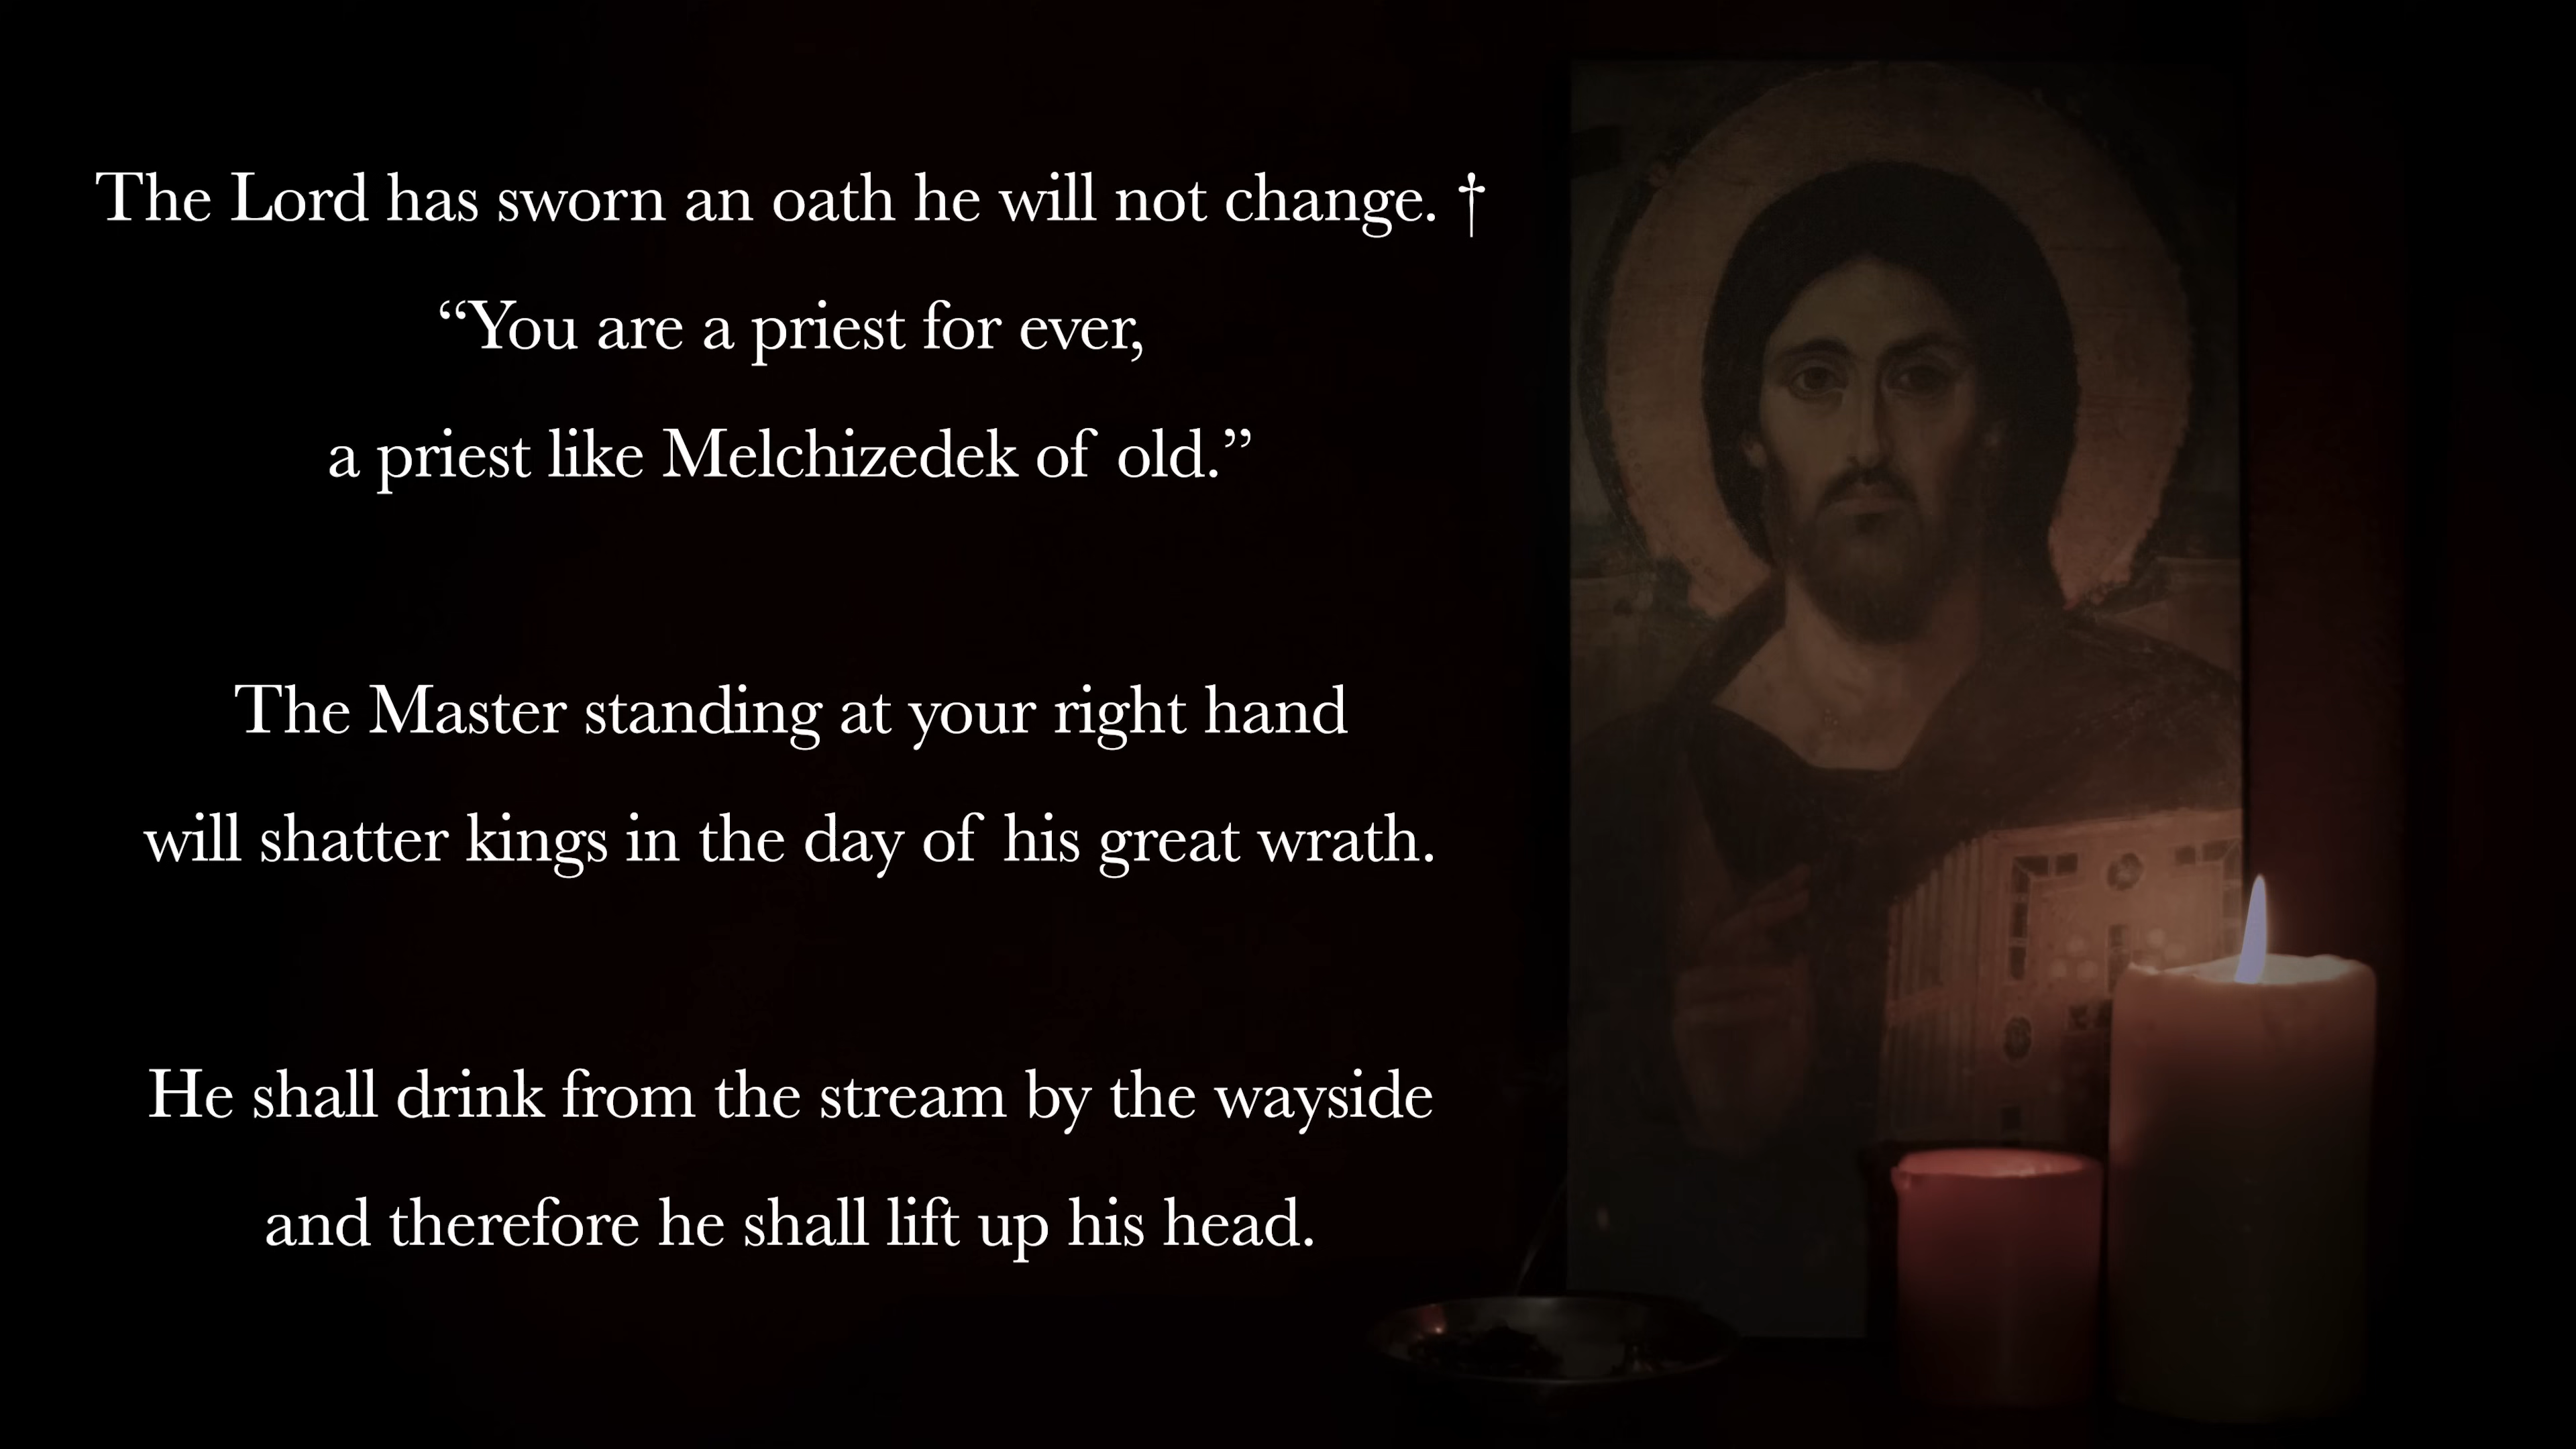 The Lord has sworn an oath he will not change. †
“You are a priest for ever,
a priest like Melchizedek of old.”
The Master standing at your right hand
will shatter kings in the day of his great wrath.
He shall drink from the stream by the wayside
and therefore he shall lift up his head.